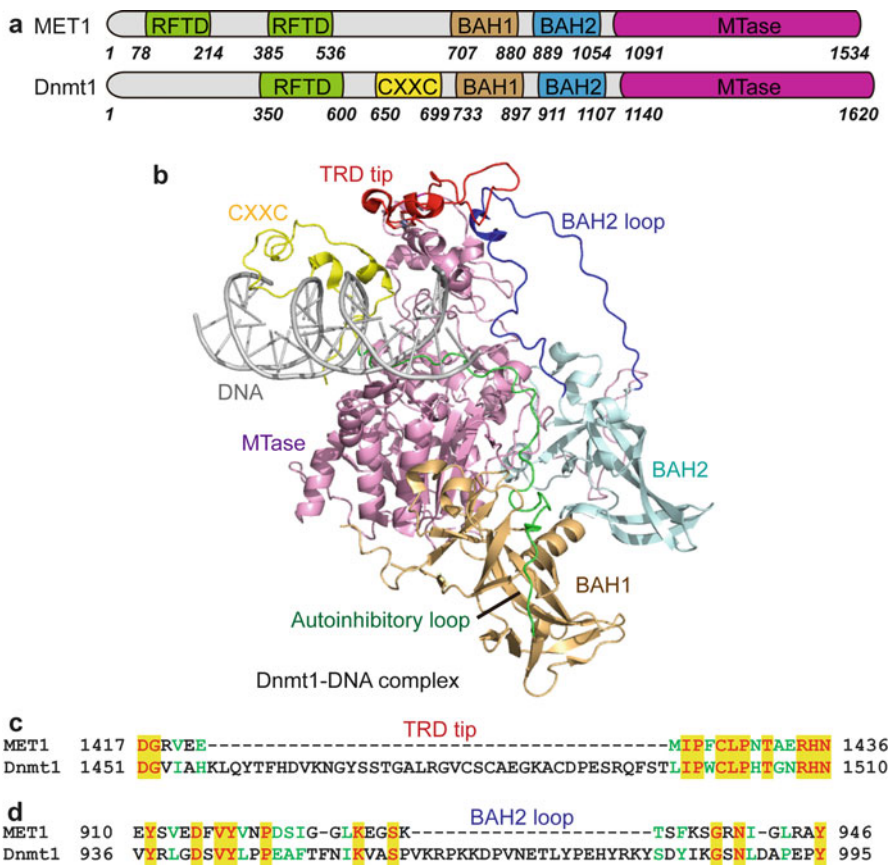 a
MET1 RFTD RFTD BAH1 BAH2 MTase
1 78 214 385 536 707 880 889 1054 1091 1534
Dnmt1 RFTD CXXC BAH1 BAH2 MTase
1 350 600 650 699 733 897 911 1107 1140 1620
b
TRD tip
CXXC
BAH2 loop
DNA
MTase
BAH2
BAH1
Autoinhibitory loop
Dnmt1-DNA complex
c
TRD tip
MET1 1417 DGRVEE----------------------------------------MIPFCLPNTAERHN 1436
Dnmt1 1451 DGVIAHKLQYTFHDVKNGYSSTGALRGVCSCAEGKACDPESRQFSTLIPWCLPHTGNRHN 1510
d
BAH2 loop
MET1 910 EYSVEDFVYVNPDSIG-GLKEGSK---------------------TSFKSGRNI-GLRAY 946
Dnmt1 936 VYRLGDSVYLPPEAFTFNIKVASPVKRPKKDPVNETLYPEHYRKYSDYIKGSNLDAPEPY 995